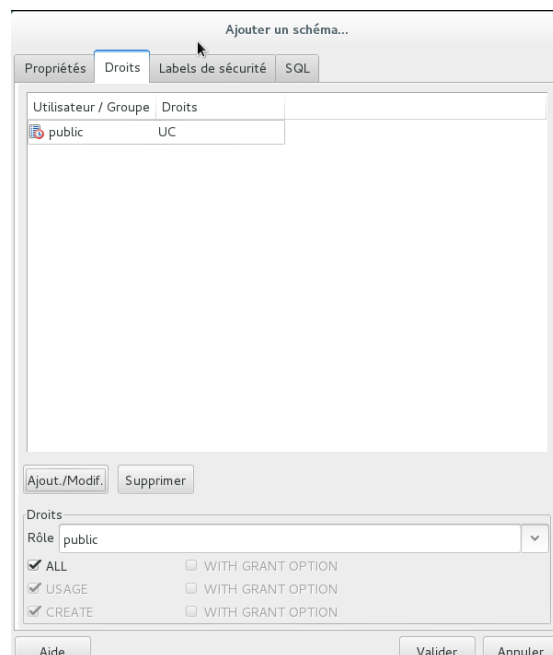 Ajouter un schéma...
Propriétés Droits Labels de sécurité SQL
Utilisateur / Groupe Droits
public UC
Ajout./Modif. Supprimer
Droits
Rôle public
ALL WITH GRANT OPTION
USAGE WITH GRANT OPTION
CREATE WITH GRANT OPTION
Aide Valider Annuler